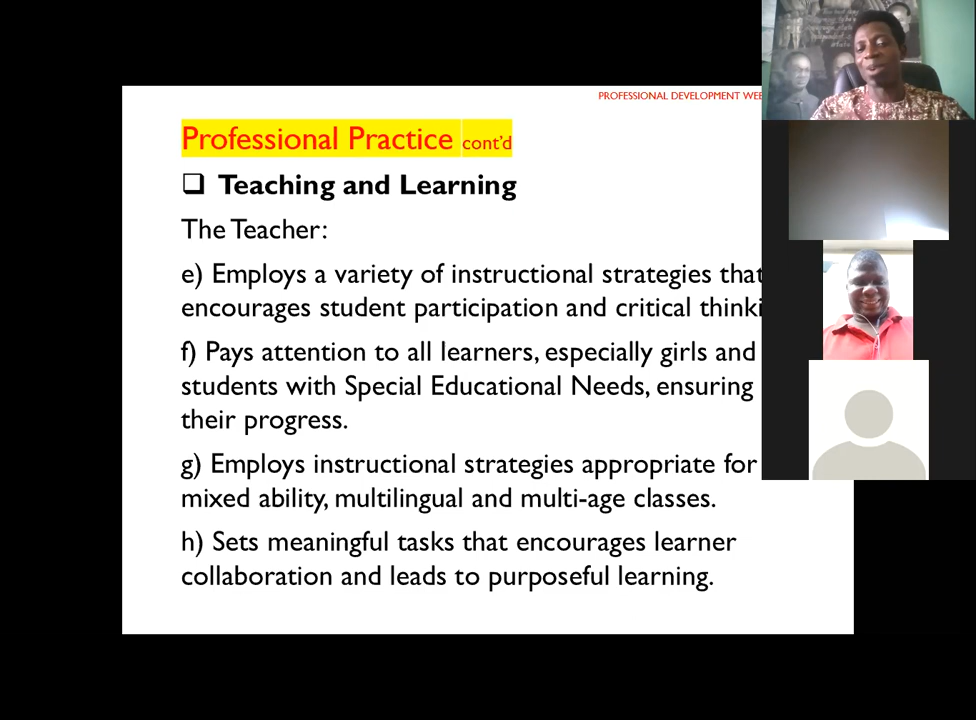 PROFESSIONAL DEVELOPMENT WEE
Professional Practice cont’d
❑ Teaching and Learning
The Teacher:
e) Employs a variety of instructional strategies that
encourages student participation and critical thinki
f) Pays attention to all learners, especially girls and
students with Special Educational Needs, ensuring
their progress.
g) Employs instructional strategies appropriate for
mixed ability, multilingual and multi-age classes.
h) Sets meaningful tasks that encourages learner
collaboration and leads to purposeful learning.